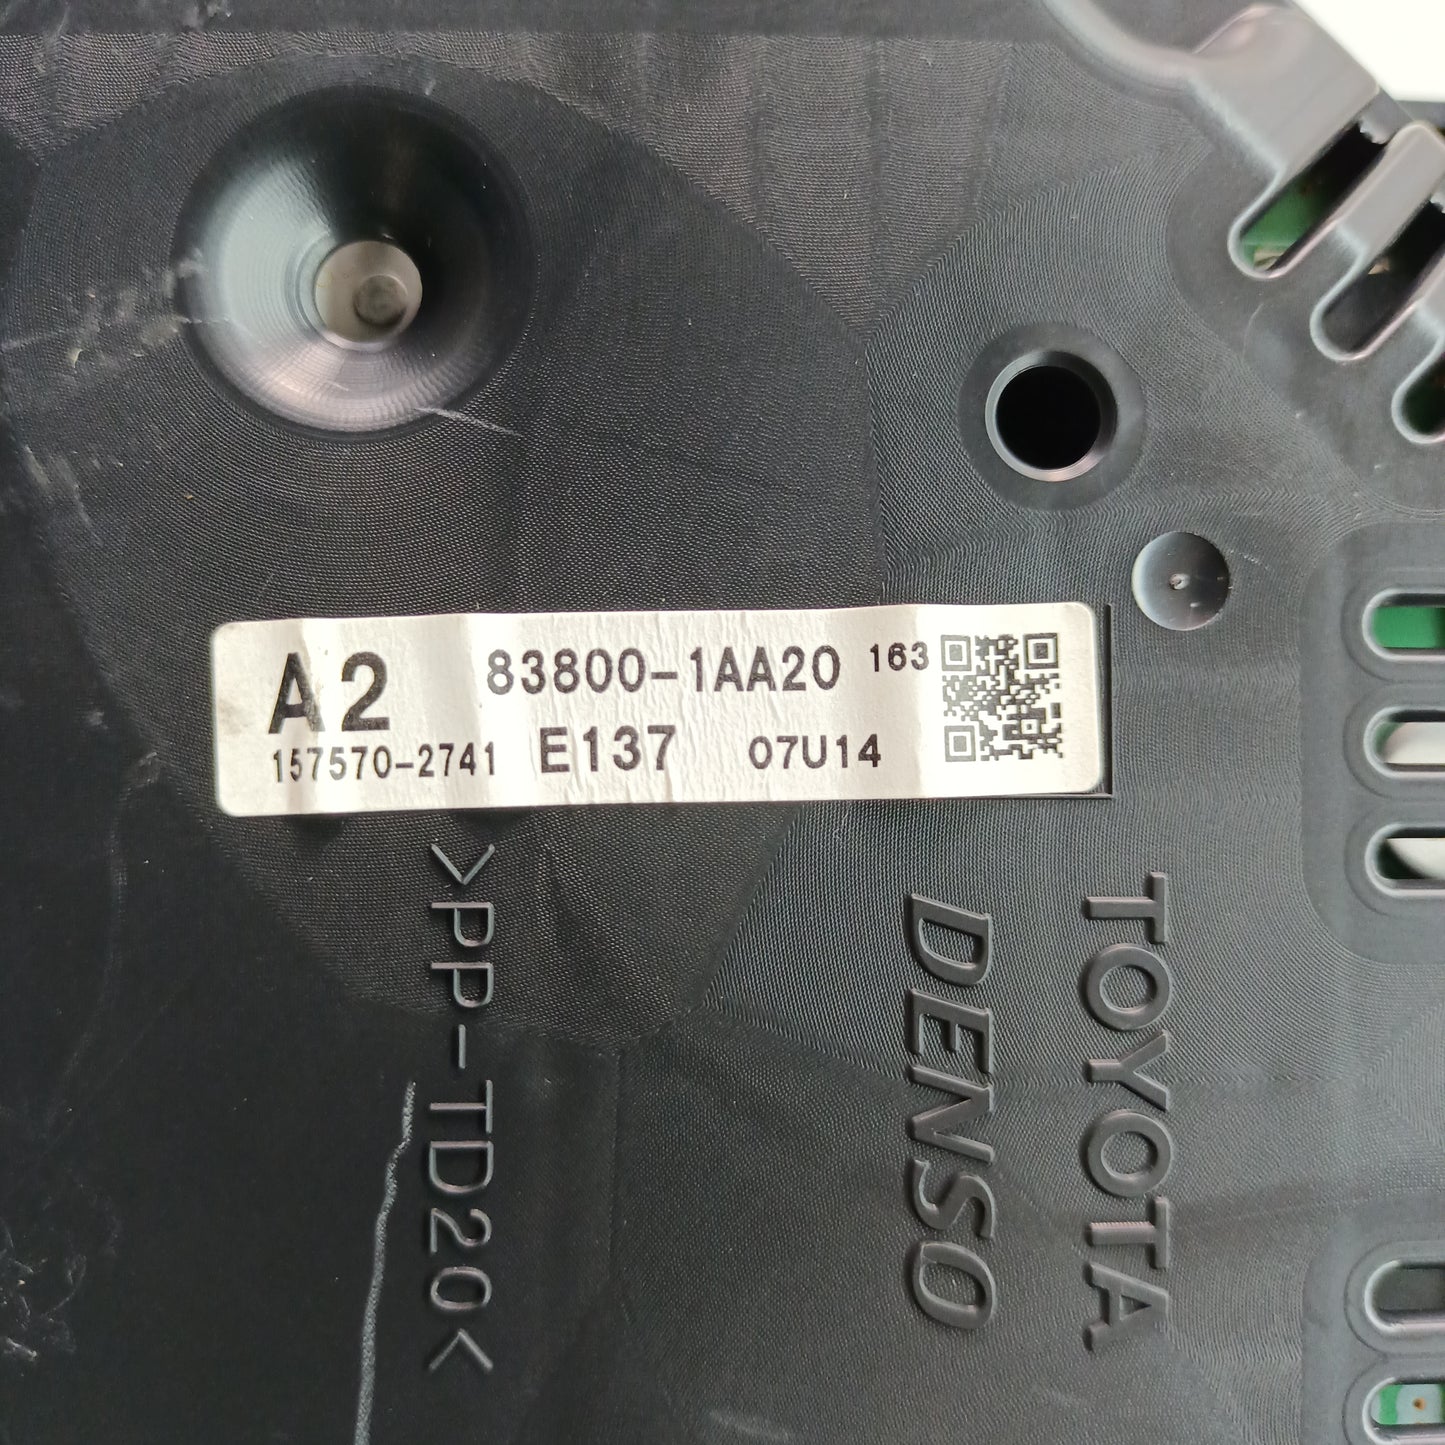 A2 83800-1AA20 163
157570-2741 E137 07U14
TOYOTA
DENSO
>PP-TD20<